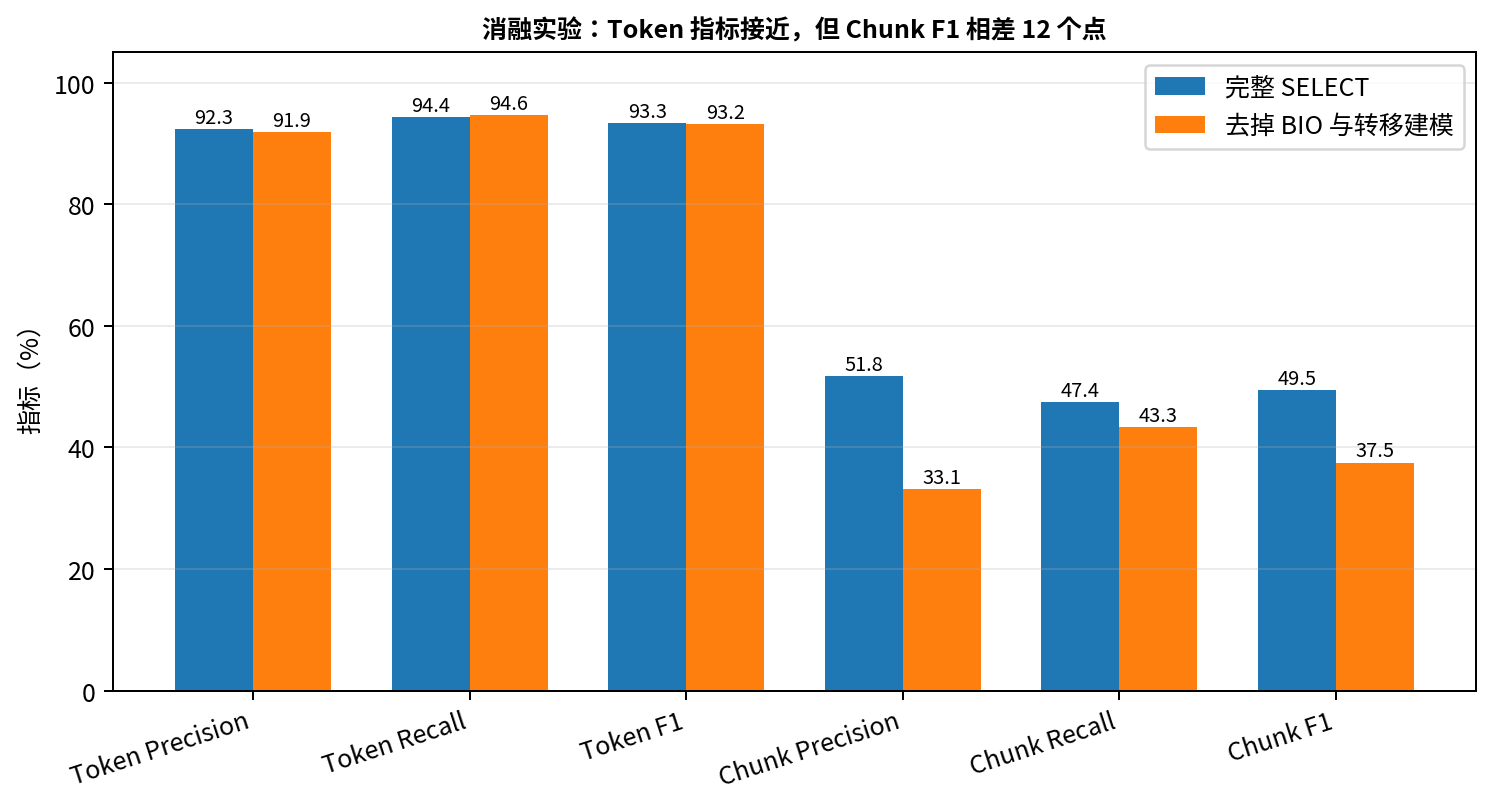 消融实验：Token 指标接近，但 Chunk F1 相差 12 个点
完整 SELECT
去掉 BIO 与转移建模
指标（%）
100
80
60
40
20
0
92.3
91.9
94.4
94.6
93.3
93.2
51.8
33.1
47.4
43.3
49.5
37.5
Token Precision
Token Recall
Token F1
Chunk Precision
Chunk Recall
Chunk F1